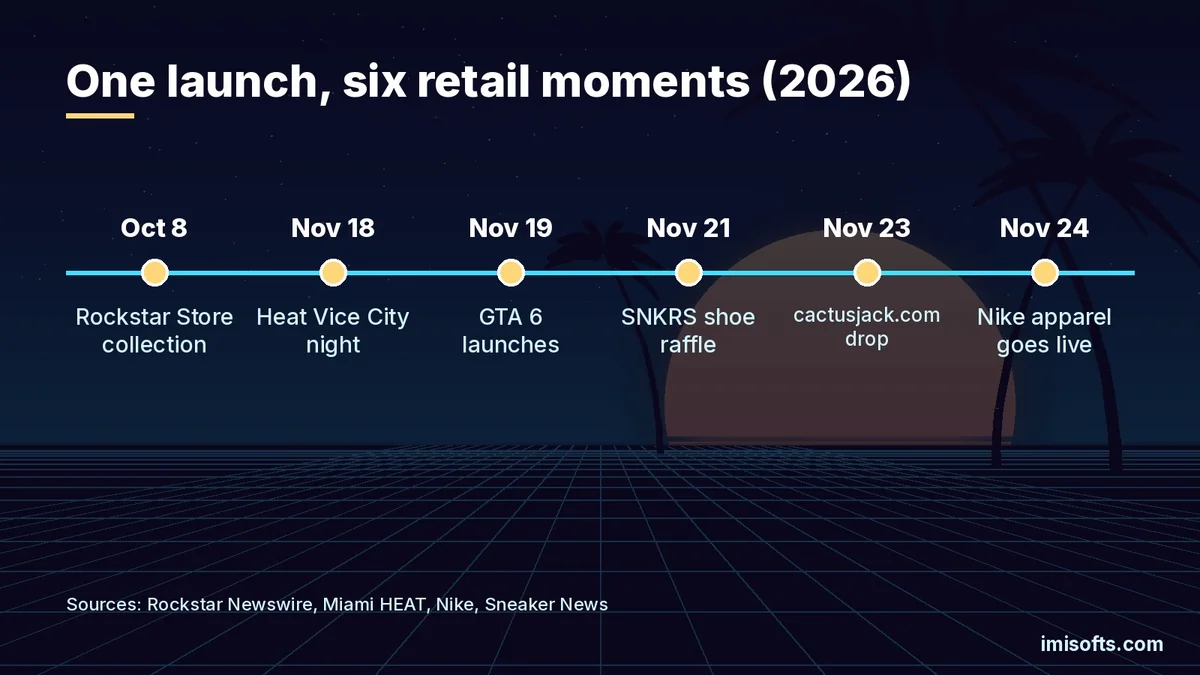 One launch, six retail moments (2026)
Oct 8
Nov 18
Nov 19
Nov 21
Nov 23
Nov 24
Rockstar Store
collection
Heat Vice City
night
GTA 6
launches
SNKRS shoe
raffle
cactusjack.com
drop
Nike apparel
goes live
Sources: Rockstar Newswire, Miami HEAT, Nike, Sneaker News
imisofts.com